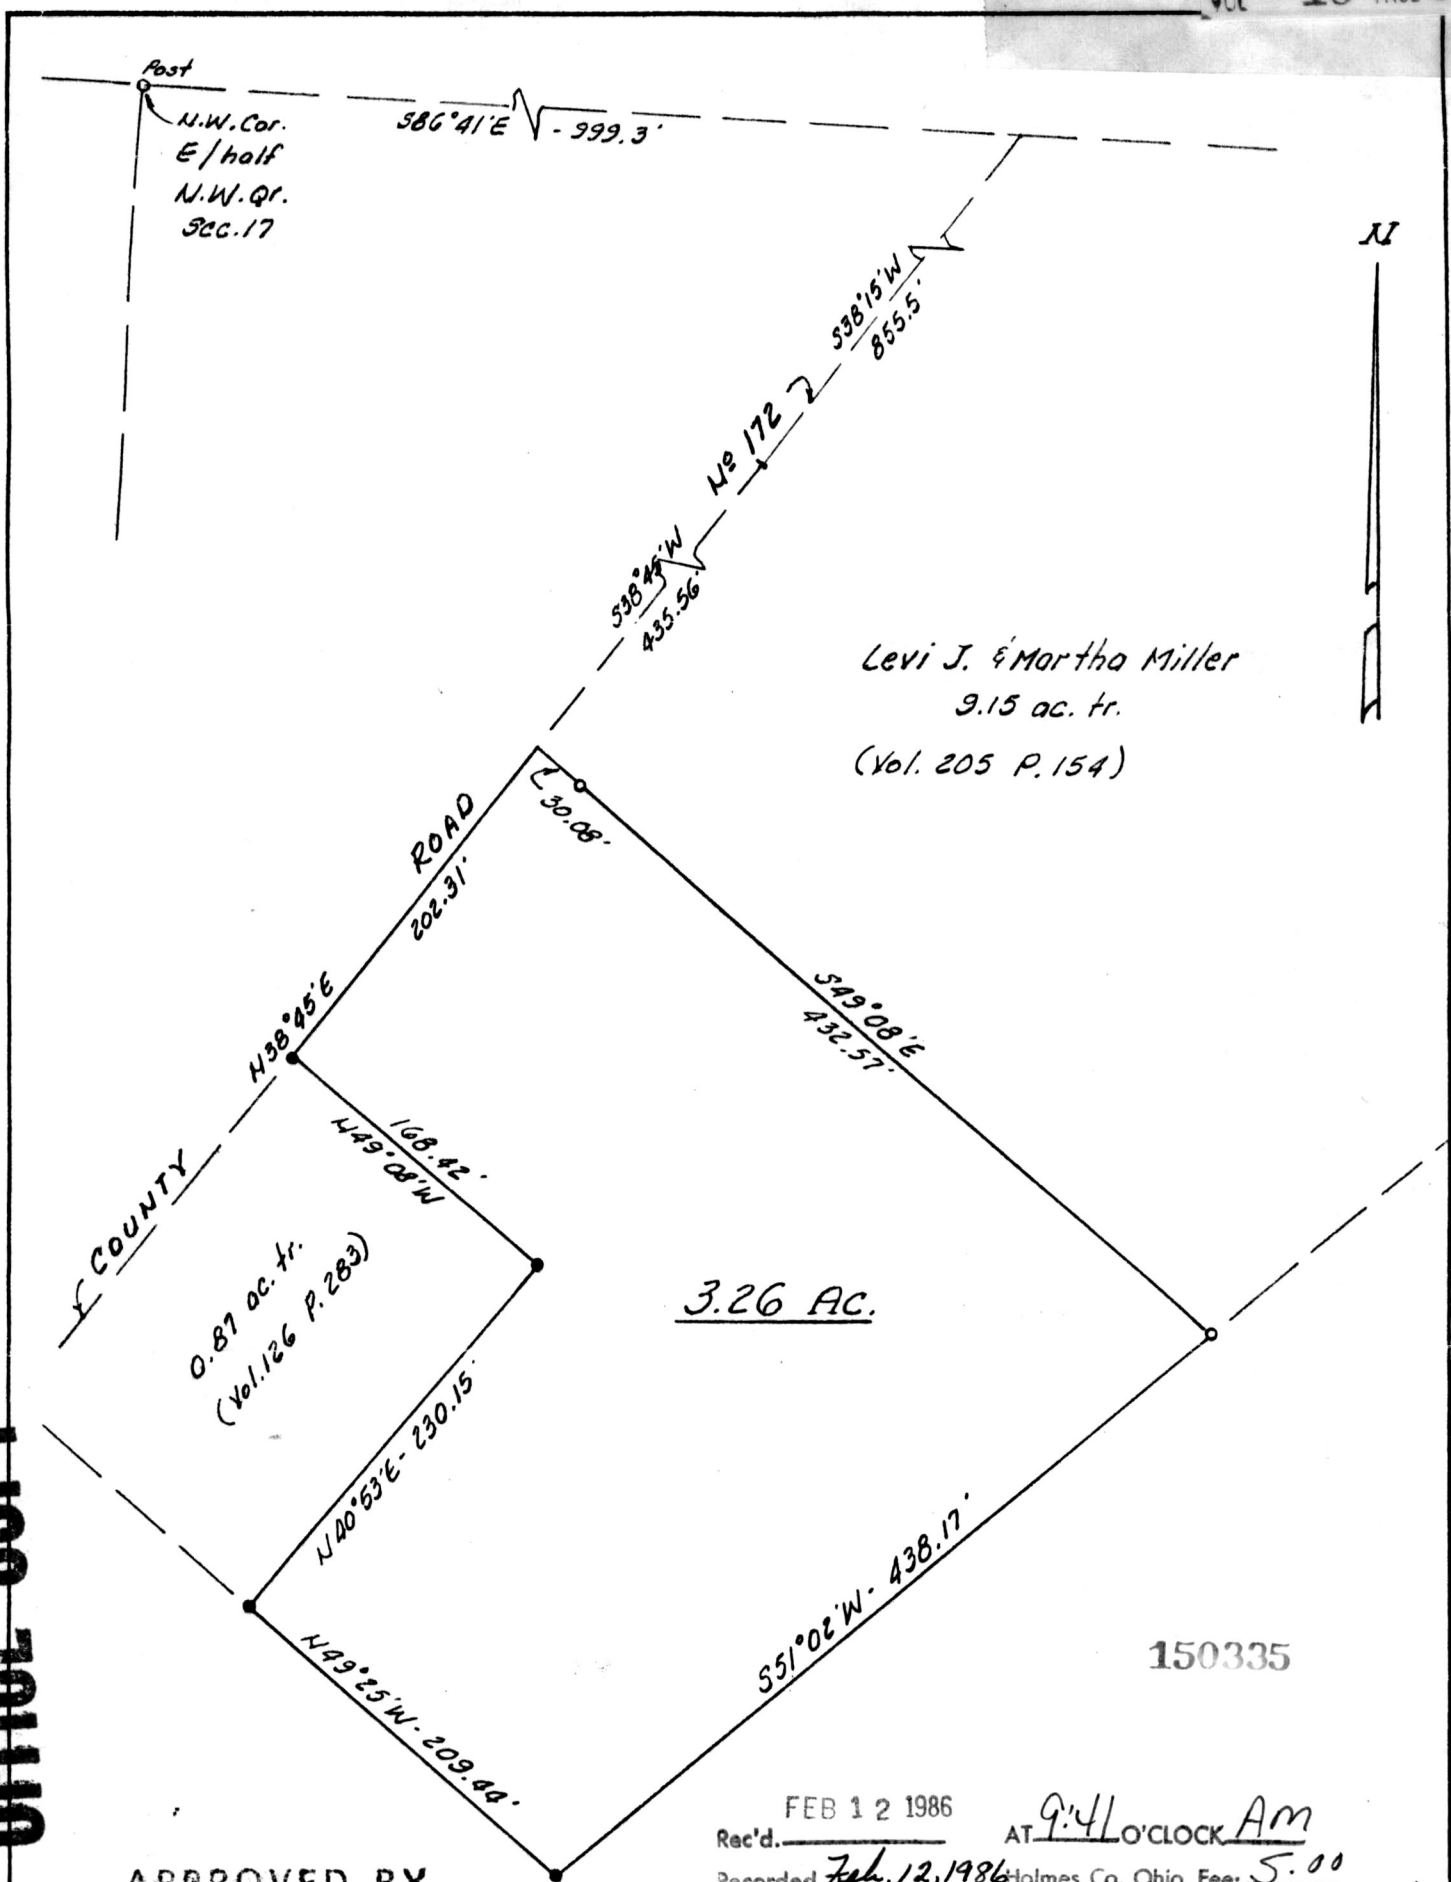 Post
N.W. Cor.
E/half
N.W. Qr.
Sec. 17
S86°41'E - 999.3'
N
S38°15'W
855.5'
No 172
S38°45'W
435.56'
Levi J. & Martha Miller
9.15 ac. tr.
(Vol. 205 P. 154)
30.08'
ROAD
202.31'
N38°45'E
S49°08'E
432.57'
168.42'
N49°08'W
COUNTY
0.87 ac. tr.
(Vol. 126 P. 283)
3.26 Ac.
N40°53'E - 230.15'
S51°02'W - 438.17'
N49°25'W - 209.44'
150335
FEB 12 1986
Rec'd. AT 9:41 O'CLOCK AM
Recorded Feb. 12, 1986 Holmes Co. Ohio Fee: 5.00
APPROVED BY